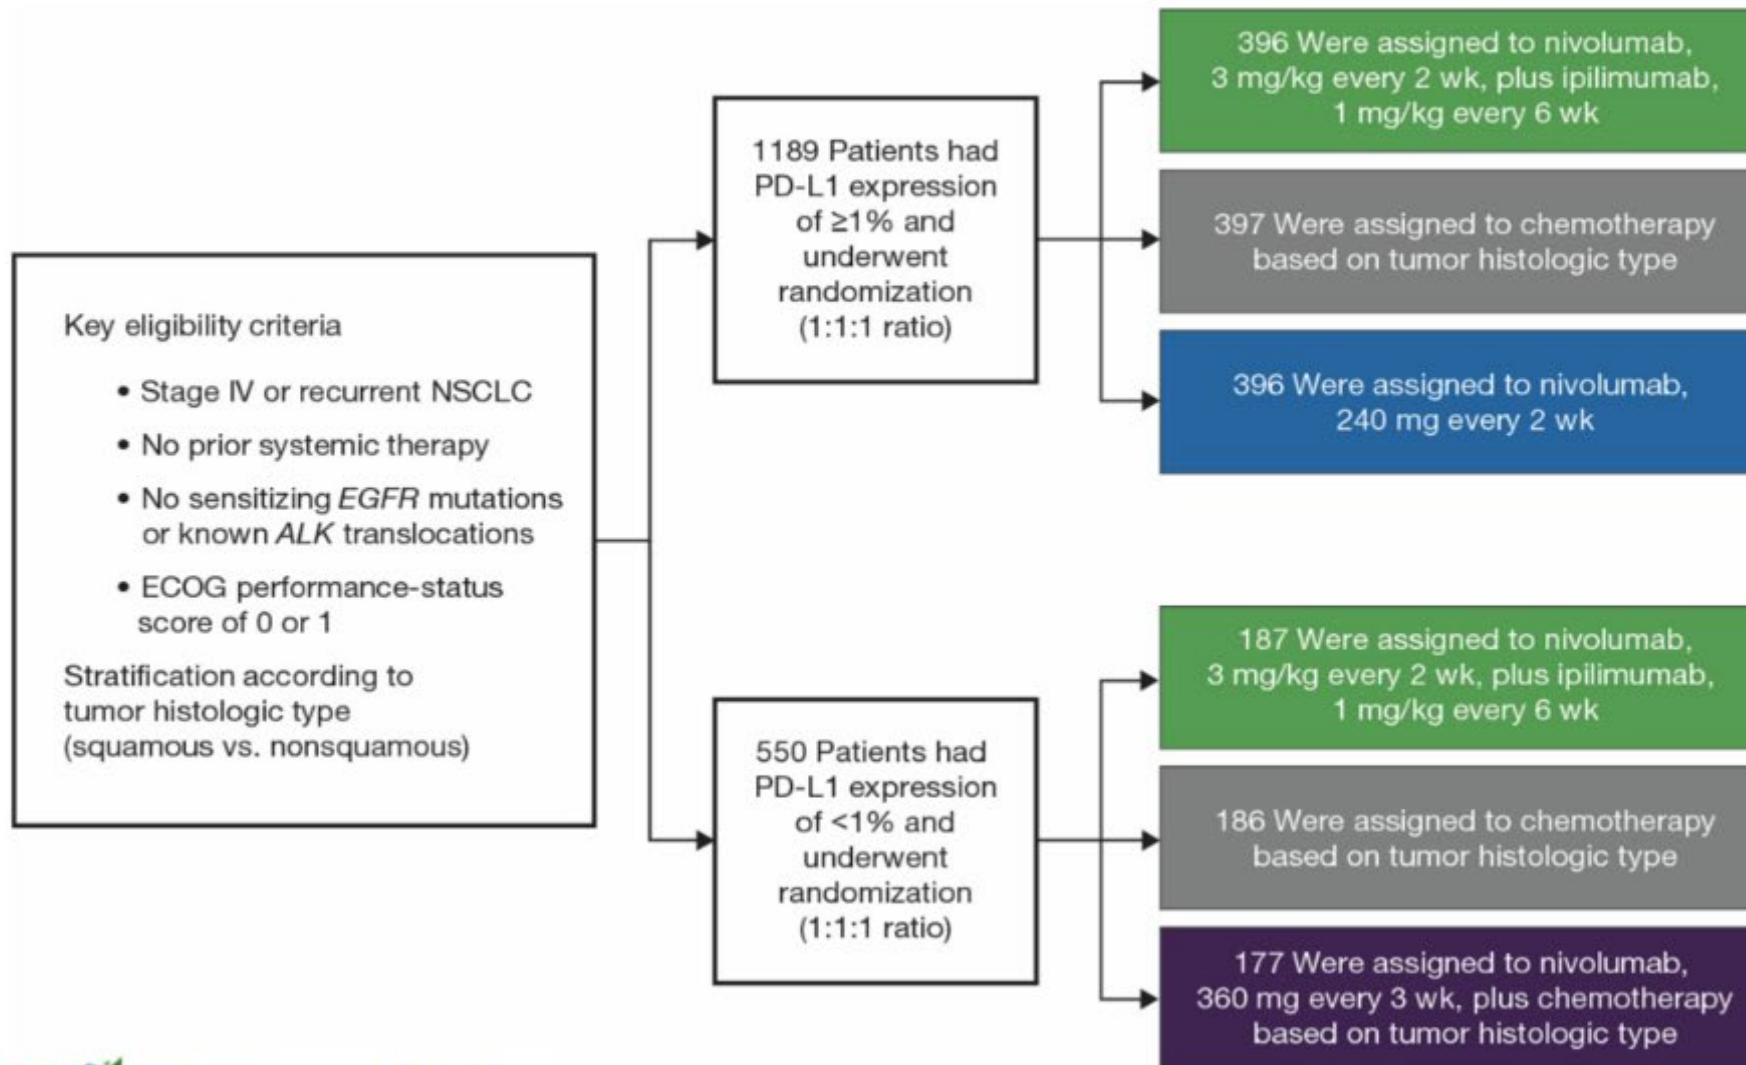 Key eligibility criteria
• Stage IV or recurrent NSCLC
• No prior systemic therapy
• No sensitizing EGFR mutations
or known ALK translocations
• ECOG performance-status
score of 0 or 1
Stratification according to
tumor histologic type
(squamous vs. nonsquamous)
1189 Patients had
PD-L1 expression
of ≥1% and
underwent
randomization
(1:1:1 ratio)
396 Were assigned to nivolumab,
3 mg/kg every 2 wk, plus ipilimumab,
1 mg/kg every 6 wk
397 Were assigned to chemotherapy
based on tumor histologic type
396 Were assigned to nivolumab,
240 mg every 2 wk
550 Patients had
PD-L1 expression
of <1% and
underwent
randomization
(1:1:1 ratio)
187 Were assigned to nivolumab,
3 mg/kg every 2 wk, plus ipilimumab,
1 mg/kg every 6 wk
186 Were assigned to chemotherapy
based on tumor histologic type
177 Were assigned to nivolumab,
360 mg every 3 wk, plus chemotherapy
based on tumor histologic type